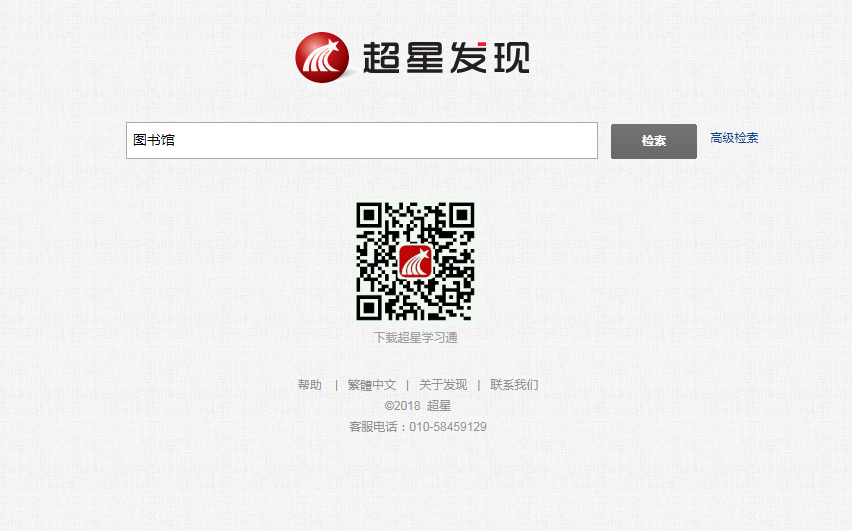 超星发现
图书馆 检索 高级检索
下载超星学习通
帮助 | 繁體中文 | 关于发现 | 联系我们
©2018 超星
客服电话：010-58459129